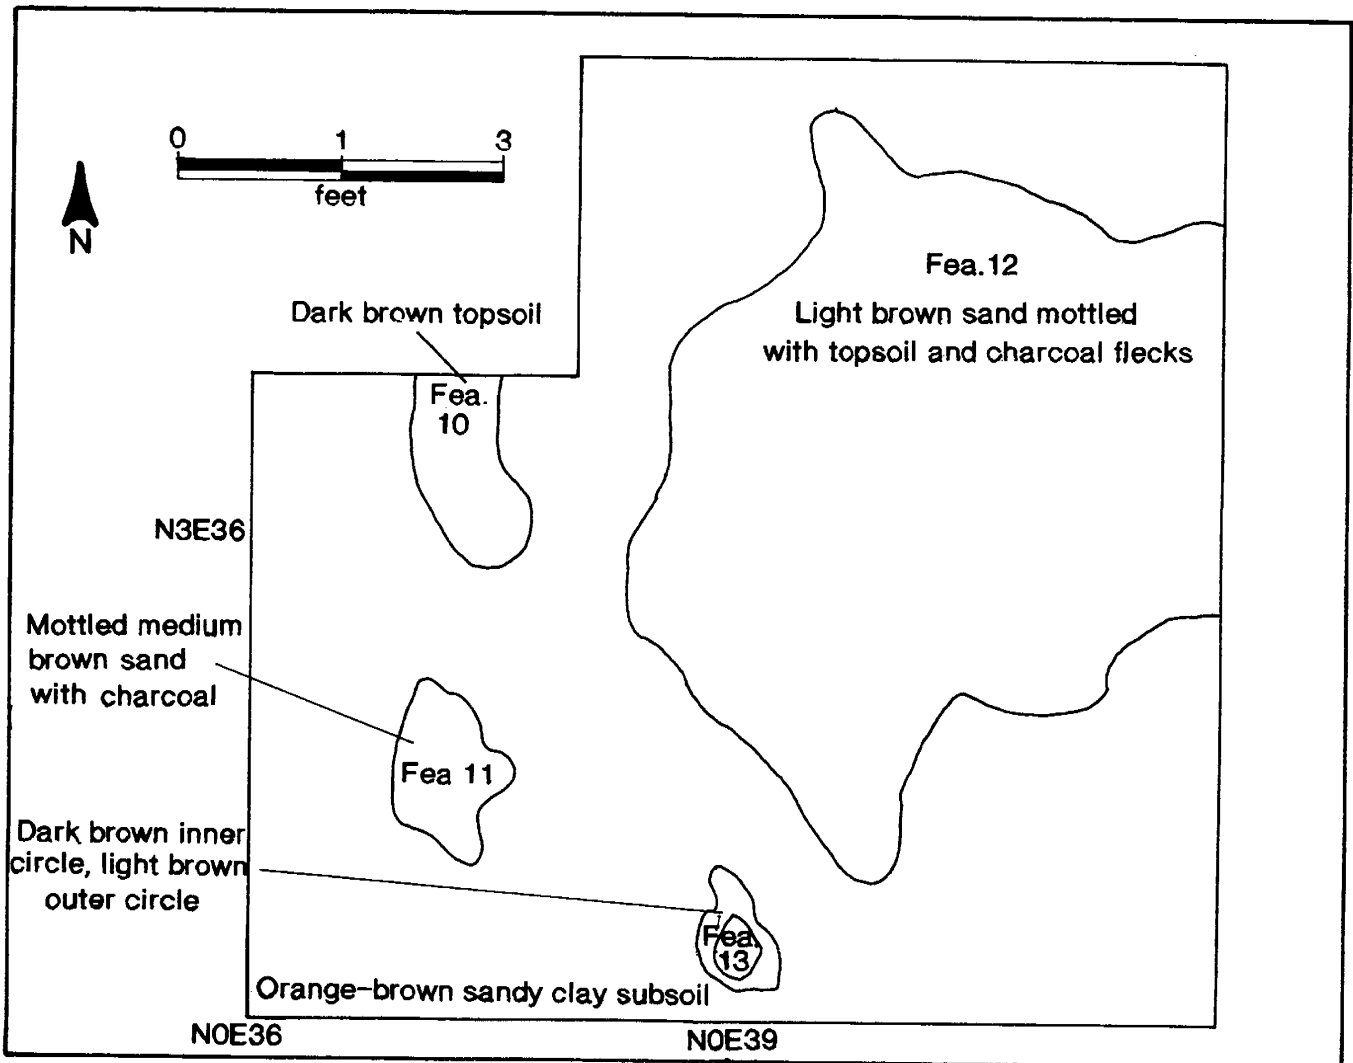 0 1 3
feet
N
Dark brown topsoil
Fea.
10
Fea.12
Light brown sand mottled
with topsoil and charcoal flecks
N3E36
Mottled medium
brown sand
with charcoal
Fea 11
Dark brown inner
circle, light brown
outer circle
Fea.
13
Orange-brown sandy clay subsoil
N0E36
N0E39